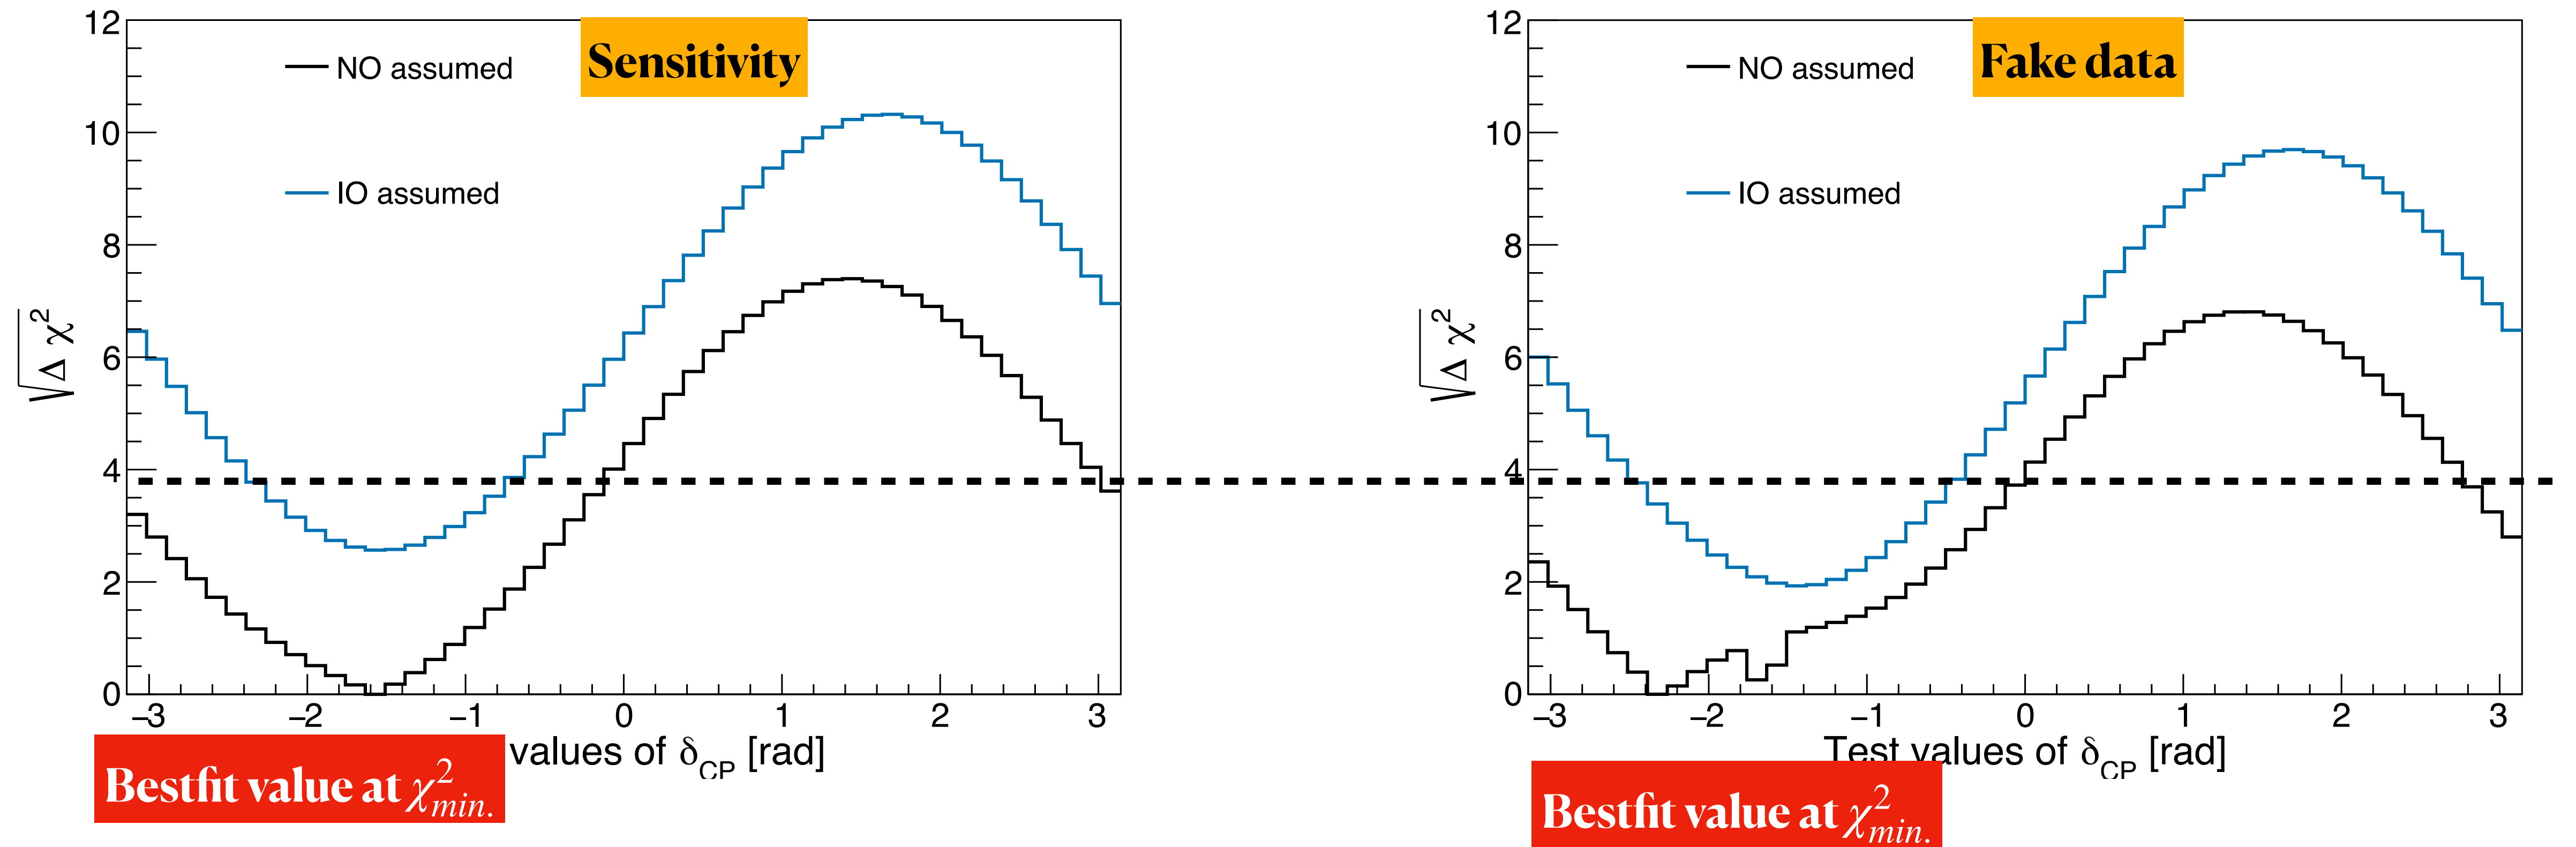 Sensitivity
NO assumed
IO assumed
12
10
8
6
4
2
0
√Δ χ²
−3 −2 −1 0 1 2 3
values of δCP [rad]
Bestfit value at χ²min.
Fake data
NO assumed
IO assumed
12
10
8
6
4
2
0
√Δ χ²
−3 −2 −1 0 1 2 3
Test values of δCP [rad]
Bestfit value at χ²min.